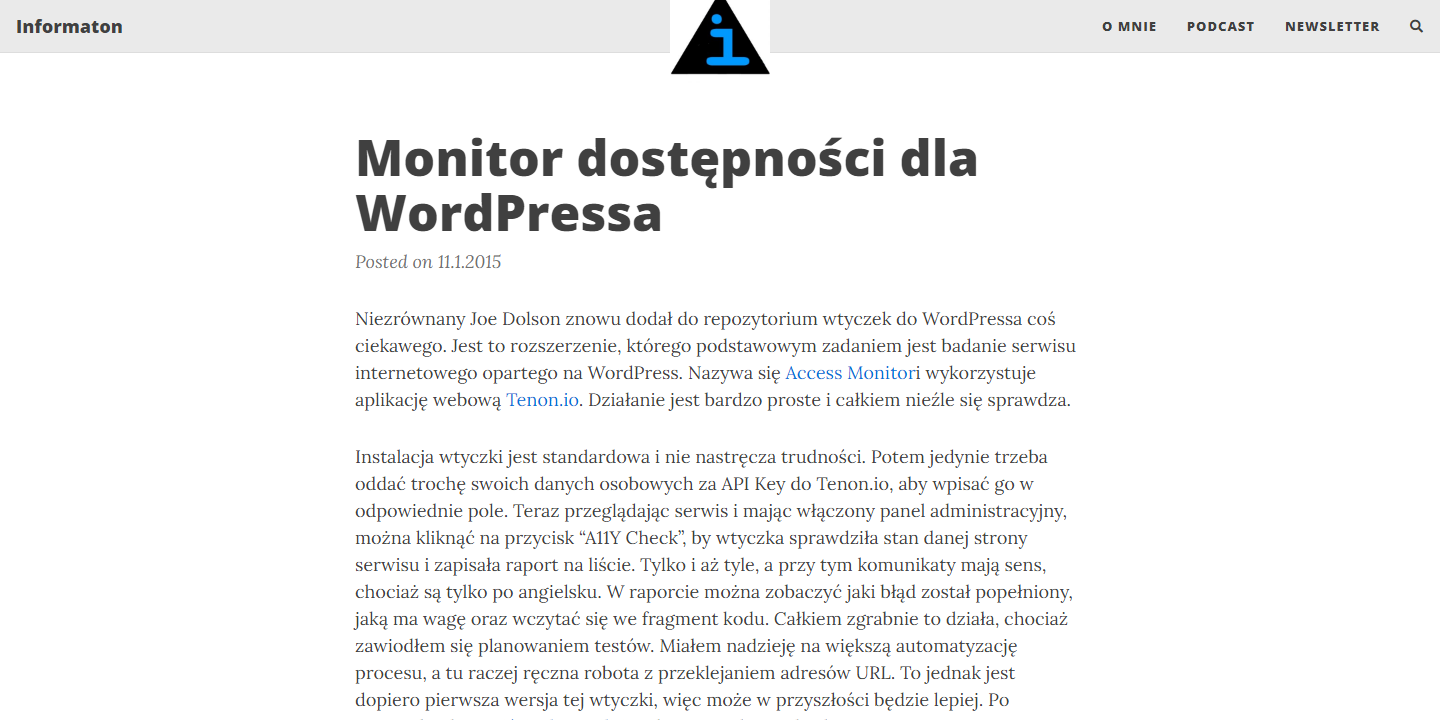 Informaton
i
O MNIE
PODCAST
NEWSLETTER
Monitor dostępności dla
WordPressa
Posted on 11.1.2015
Niezrównany Joe Dolson znowu dodał do repozytorium wtyczek do WordPressa coś
ciekawego. Jest to rozszerzenie, którego podstawowym zadaniem jest badanie serwisu
internetowego opartego na WordPress. Nazywa się Access Monitori wykorzystuje
aplikację webową Tenon.io. Działanie jest bardzo proste i całkiem nieźle się sprawdza.
Instalacja wtyczki jest standardowa i nie nastręcza trudności. Potem jedynie trzeba
oddać trochę swoich danych osobowych za API Key do Tenon.io, aby wpisać go w
odpowiednie pole. Teraz przeglądając serwis i mając włączony panel administracyjny,
można kliknąć na przycisk “A11Y Check”, by wtyczka sprawdziła stan danej strony
serwisu i zapisała raport na liście. Tylko i aż tyle, a przy tym komunikaty mają sens,
chociaż są tylko po angielsku. W raporcie można zobaczyć jaki błąd został popełniony,
jaką ma wagę oraz wczytać się we fragment kodu. Całkiem zgrabnie to działa, chociaż
zawiodłem się planowaniem testów. Miałem nadzieję na większą automatyzację
procesu, a tu raczej ręczna robota z przeklejaniem adresów URL. To jednak jest
dopiero pierwsza wersja tej wtyczki, więc może w przyszłości będzie lepiej. Po